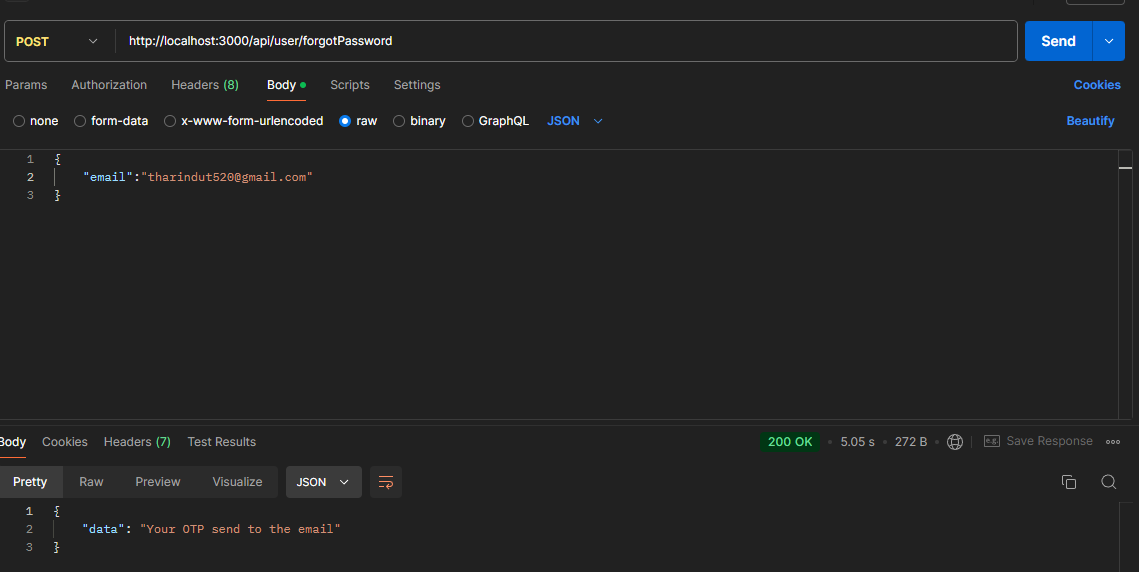 POST http://localhost:3000/api/user/forgotPassword Send
Params Authorization Headers (8) Body Scripts Settings Cookies
none form-data x-www-form-urlencoded raw binary GraphQL JSON Beautify
1 {
2 "email":"tharindut520@gmail.com"
3 }
Body Cookies Headers (7) Test Results 200 OK • 5.05 s • 272 B • e.g. Save Response
Pretty Raw Preview Visualize JSON
1 {
2 "data": "Your OTP send to the email"
3 }